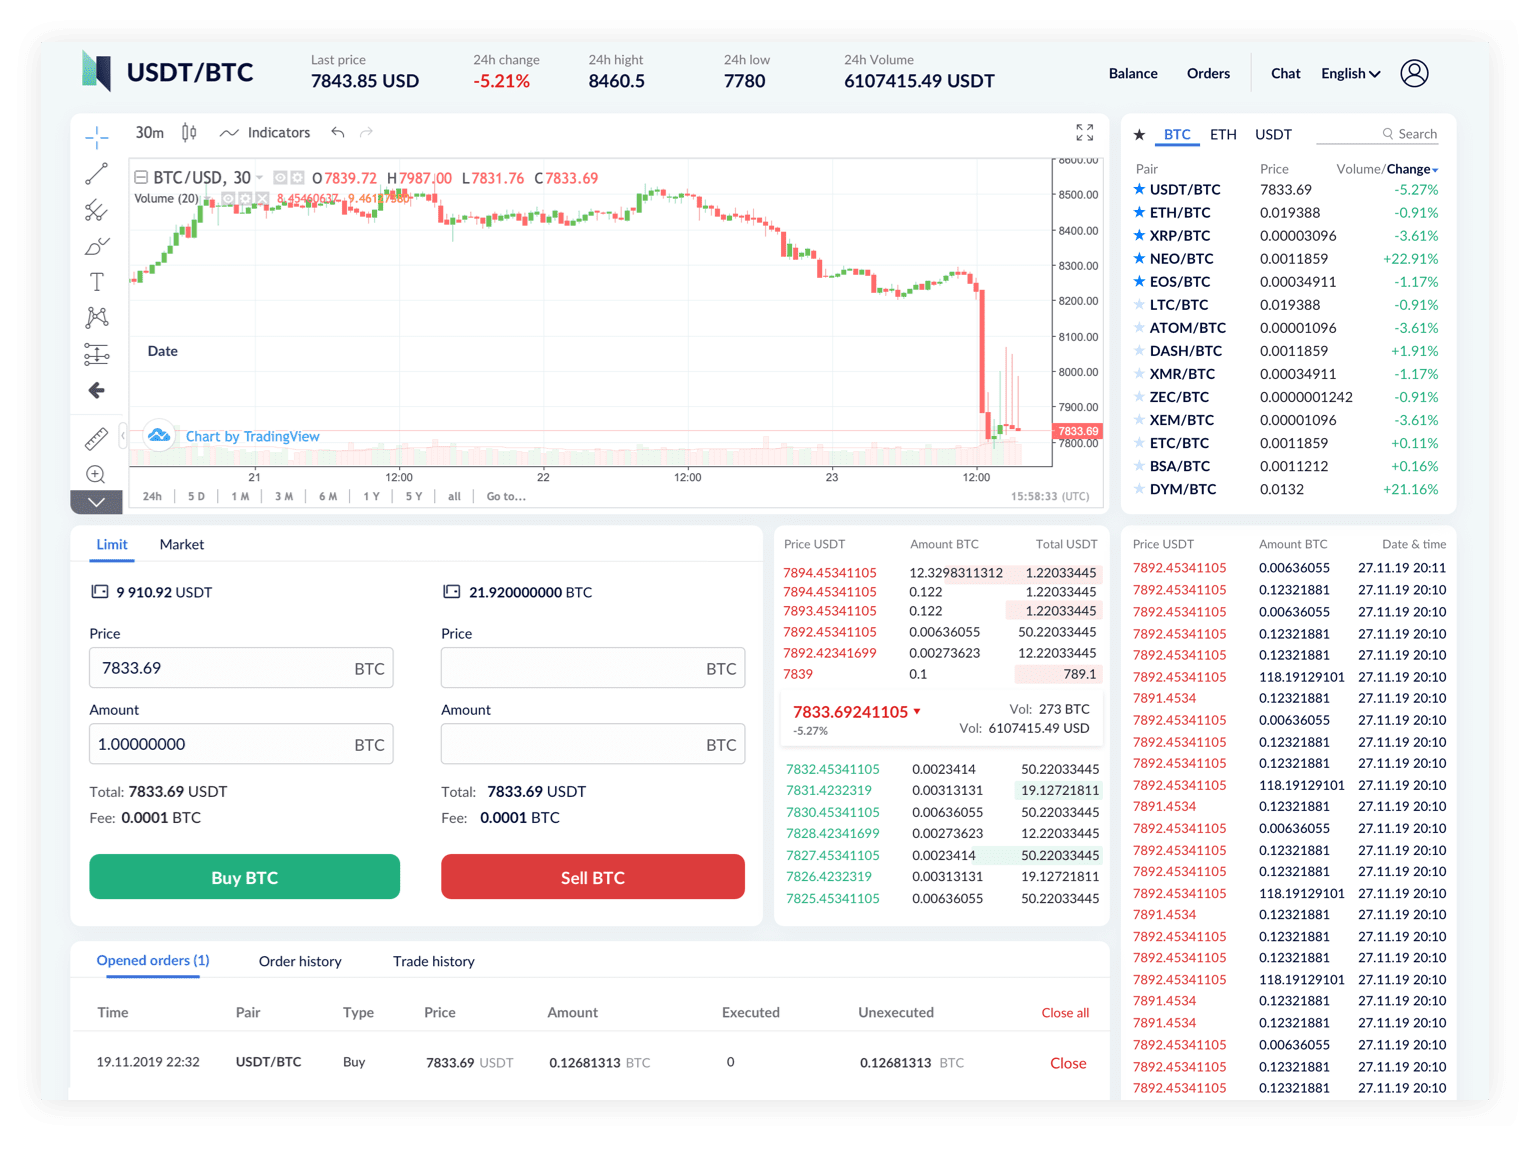 USDT/BTC
Last price 24h change 24h hight 24h low 24h Volume
7843.85 USD -5.21% 8460.5 7780 6107415.49 USDT
Balance Orders Chat English
30m Indicators
BTC/USD, 30 O7839.72 H7987.00 L7831.76 C7833.69
Volume (20)
8600.00
8500.00
8400.00
8300.00
8200.00
8100.00
8000.00
7900.00
7833.69
7800.00
T
Date
Chart by TradingView
21 12:00 22 12:00 23 12:00
24h 5 D 1 M 3 M 6 M 1 Y 5 Y all Go to... 15:58:33 (UTC)
BTC ETH USDT Search
Pair Price Volume/Change
USDT/BTC 7833.69 -5.27%
ETH/BTC 0.019388 -0.91%
XRP/BTC 0.00003096 -3.61%
NEO/BTC 0.0011859 +22.91%
EOS/BTC 0.00034911 -1.17%
LTC/BTC 0.019388 -0.91%
ATOM/BTC 0.00001096 -3.61%
DASH/BTC 0.0011859 +1.91%
XMR/BTC 0.00034911 -1.17%
ZEC/BTC 0.0000001242 -0.91%
XEM/BTC 0.00001096 -3.61%
ETC/BTC 0.0011859 +0.11%
BSA/BTC 0.0011212 +0.16%
DYM/BTC 0.0132 +21.16%
Limit Market
9 910.92 USDT 21.920000000 BTC
Price Price
7833.69 BTC BTC
Amount Amount
1.00000000 BTC BTC
Total: 7833.69 USDT Total: 7833.69 USDT
Fee: 0.0001 BTC Fee: 0.0001 BTC
Buy BTC Sell BTC
Price USDT Amount BTC Total USDT
7894.45341105 12.3298311312 1.22033445
7894.45341105 0.122 1.22033445
7893.45341105 0.122 1.22033445
7892.45341105 0.00636055 50.22033445
7892.42341699 0.00273623 12.22033445
7839 0.1 789.1
7833.69241105 Vol: 273 BTC
-5.27% Vol: 6107415.49 USD
7832.45341105 0.0023414 50.22033445
7831.4232319 0.00313131 19.12721811
7830.45341105 0.00636055 50.22033445
7828.42341699 0.00273623 12.22033445
7827.45341105 0.0023414 50.22033445
7826.4232319 0.00313131 19.12721811
7825.45341105 0.00636055 50.22033445
Price USDT Amount BTC Date & time
7892.45341105 0.00636055 27.11.19 20:11
7892.45341105 0.12321881 27.11.19 20:10
7892.45341105 0.00636055 27.11.19 20:10
7892.45341105 0.12321881 27.11.19 20:10
7892.45341105 0.12321881 27.11.19 20:10
7892.45341105 118.19129101 27.11.19 20:10
7891.4534 0.12321881 27.11.19 20:10
7892.45341105 0.00636055 27.11.19 20:10
7892.45341105 0.12321881 27.11.19 20:10
7892.45341105 0.12321881 27.11.19 20:10
7892.45341105 118.19129101 27.11.19 20:10
7891.4534 0.12321881 27.11.19 20:10
7892.45341105 0.00636055 27.11.19 20:10
7892.45341105 0.12321881 27.11.19 20:10
7892.45341105 0.12321881 27.11.19 20:10
7892.45341105 118.19129101 27.11.19 20:10
7891.4534 0.12321881 27.11.19 20:10
7892.45341105 0.12321881 27.11.19 20:10
7892.45341105 0.12321881 27.11.19 20:10
7892.45341105 118.19129101 27.11.19 20:10
7891.4534 0.12321881 27.11.19 20:10
7891.4534 0.12321881 27.11.19 20:10
7892.45341105 0.00636055 27.11.19 20:10
7892.45341105 0.12321881 27.11.19 20:10
7892.45341105 0.12321881 27.11.19 20:10
Opened orders (1) Order history Trade history
Time Pair Type Price Amount Executed Unexecuted Close all
19.11.2019 22:32 USDT/BTC Buy 7833.69 USDT 0.12681313 BTC 0 0.12681313 BTC Close